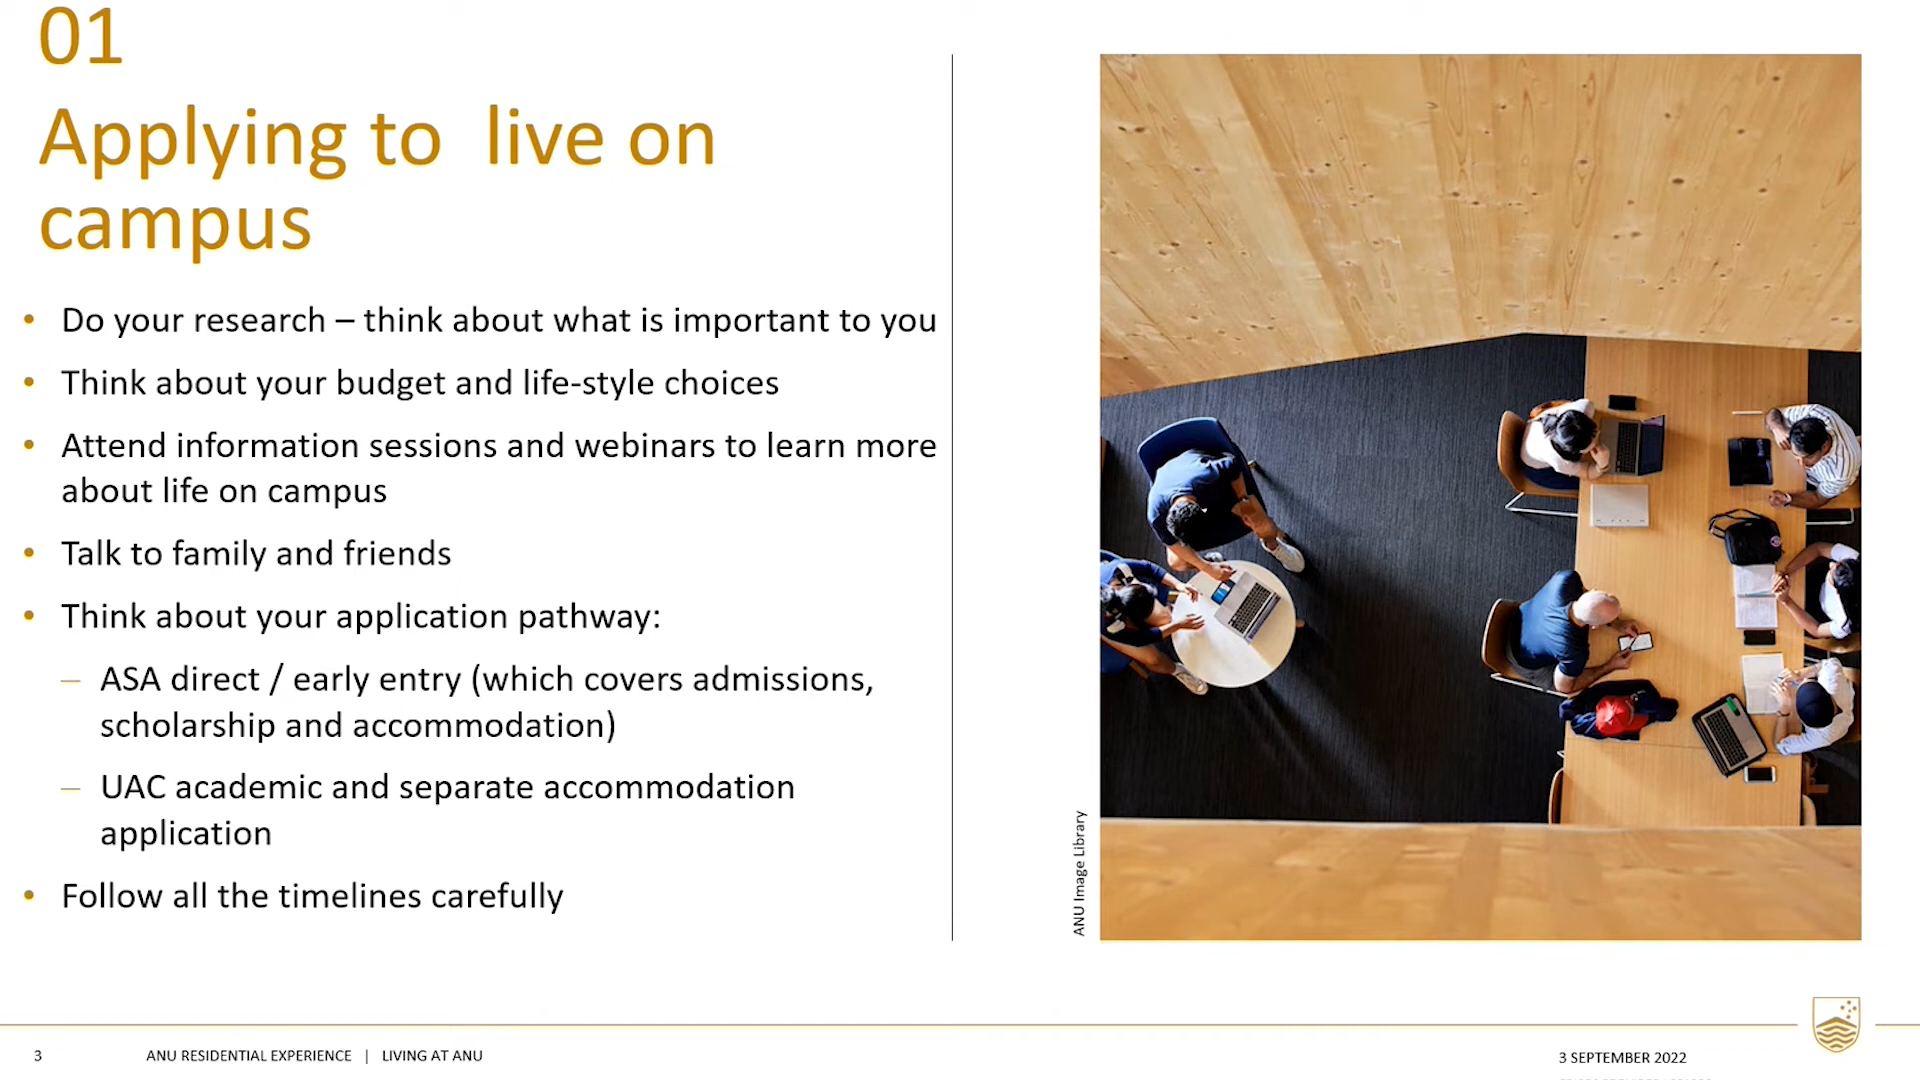 01
Applying to  live on
campus
• Do your research – think about what is important to you
• Think about your budget and life-style choices
• Attend information sessions and webinars to learn more
about life on campus
• Talk to family and friends
• Think about your application pathway:
– ASA direct / early entry (which covers admissions,
scholarship and accommodation)
– UAC academic and separate accommodation
application
• Follow all the timelines carefully
ANU Image Library
3
ANU RESIDENTIAL EXPERIENCE | LIVING AT ANU
3 SEPTEMBER 2022